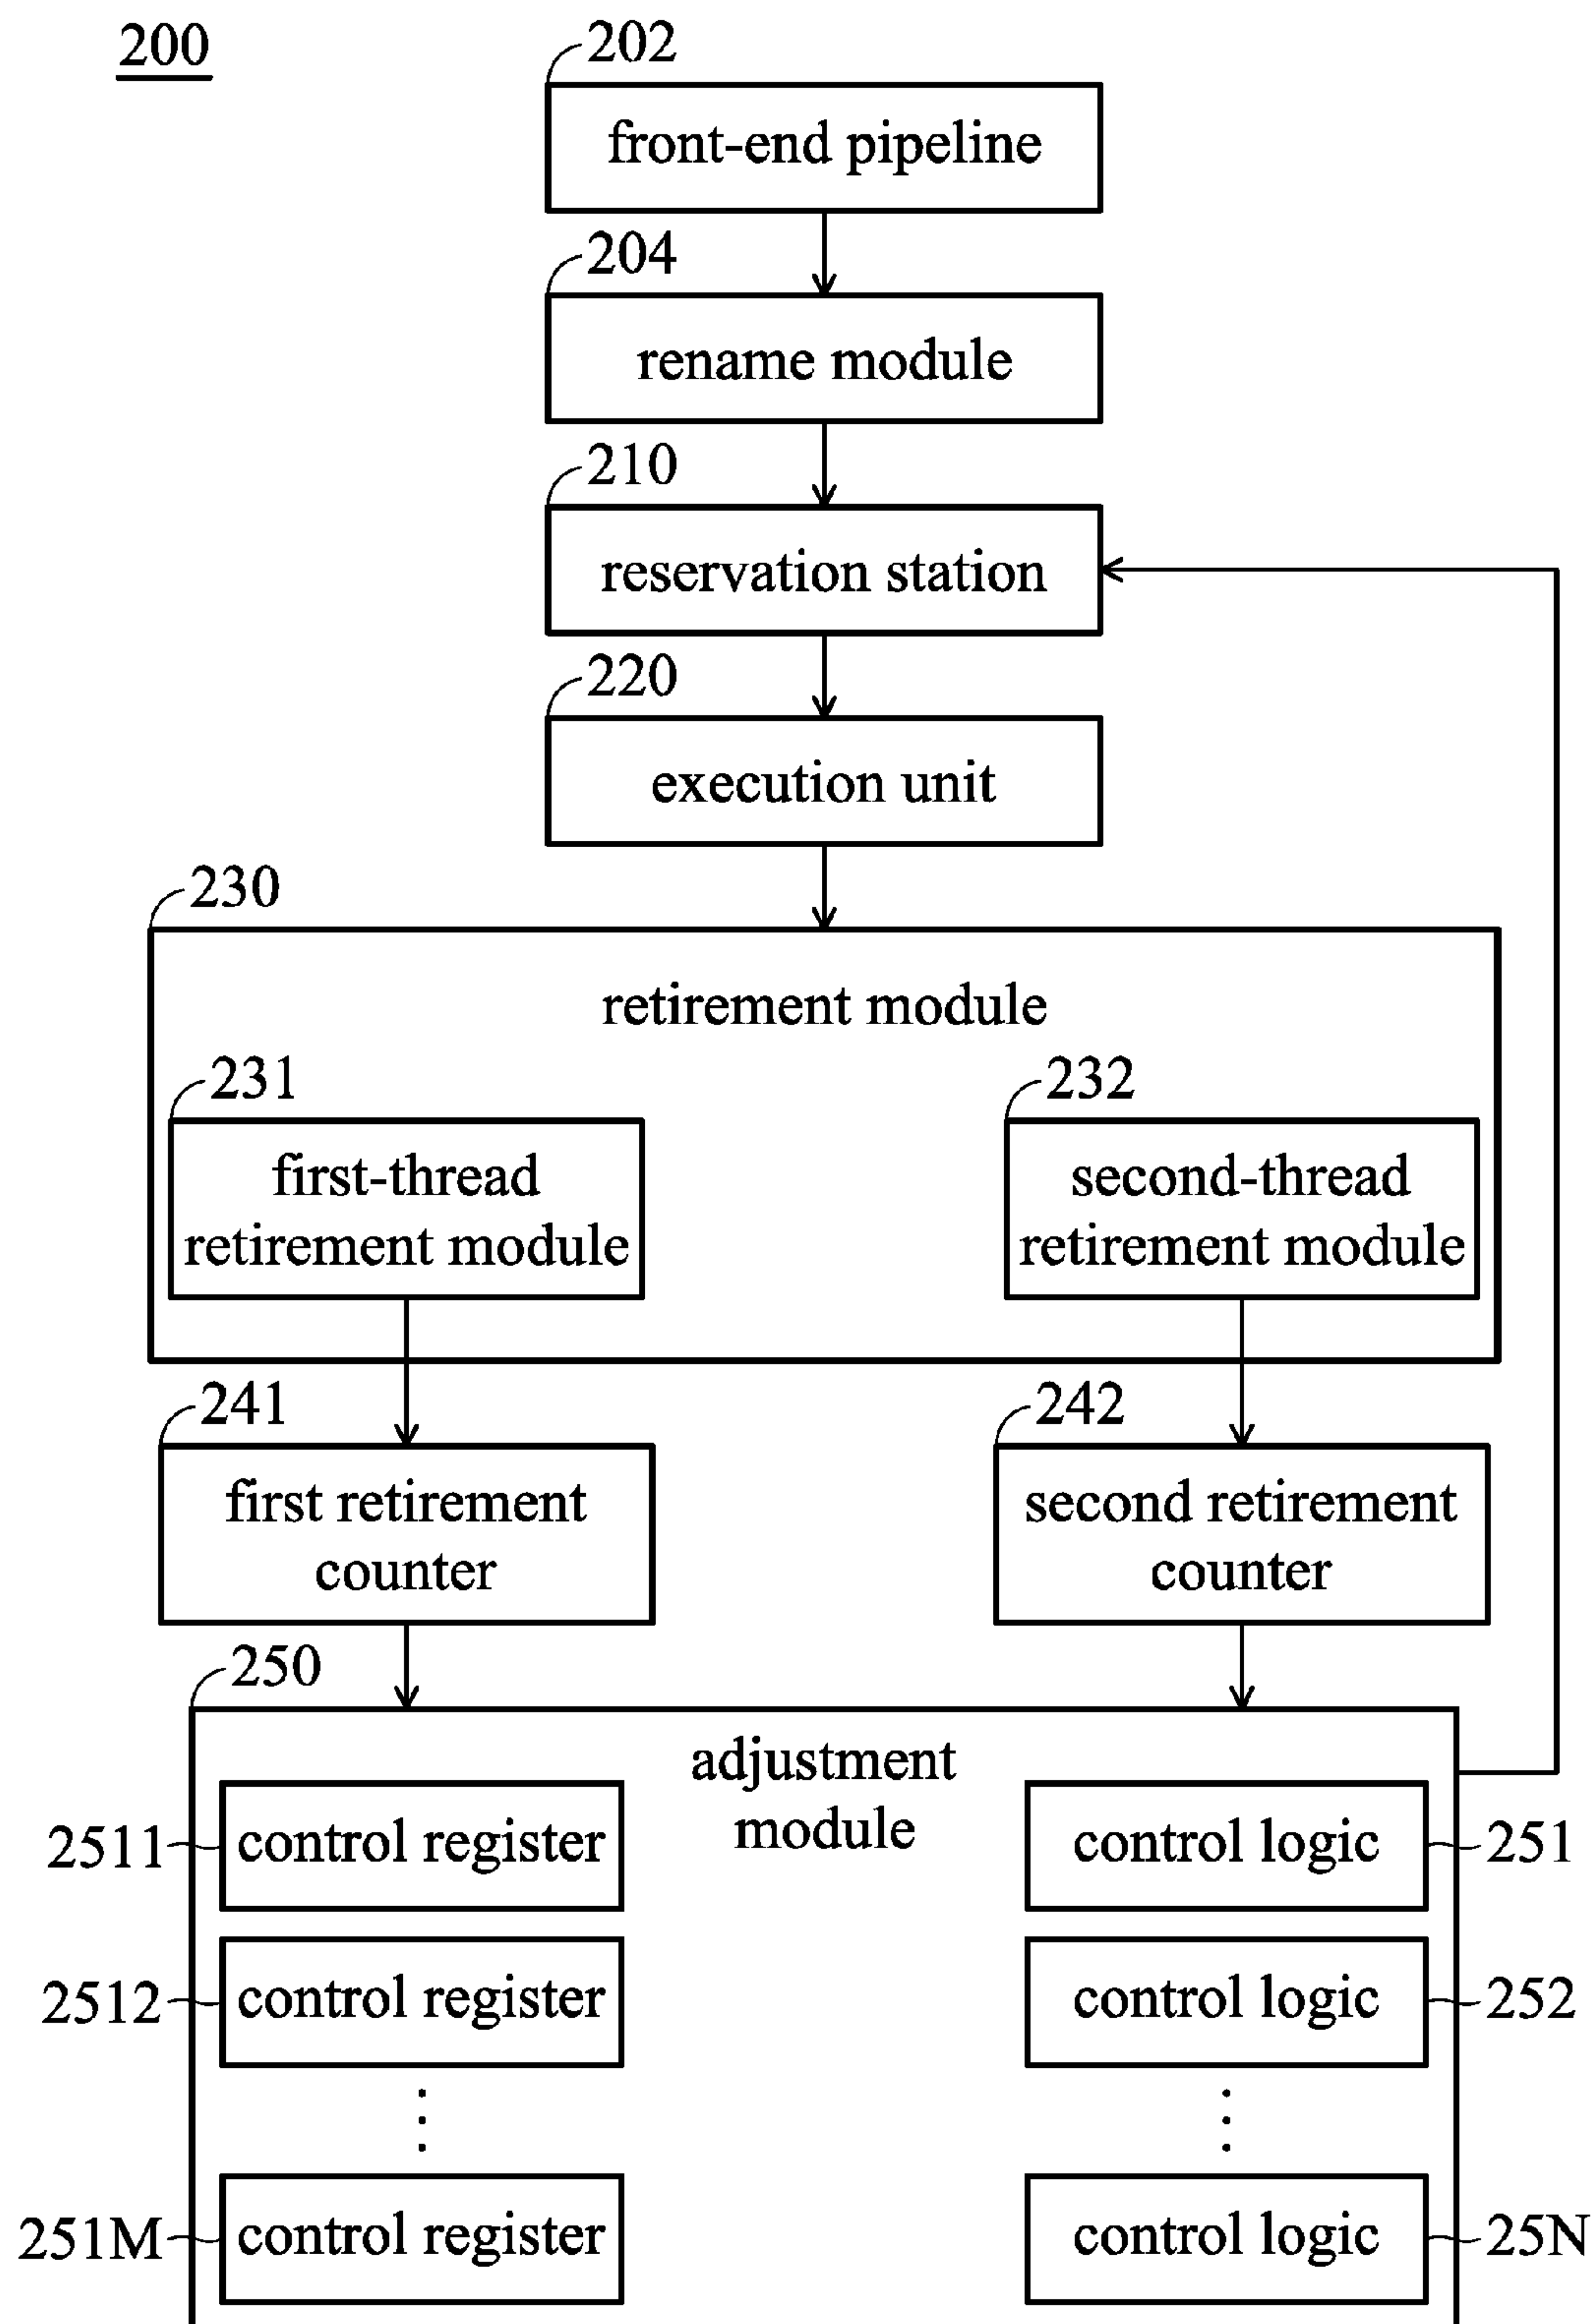 200
202
front-end pipeline
204
rename module
210
reservation station
220
execution unit
230
retirement module
231
first-thread
retirement module
232
second-thread
retirement module
241
first retirement
counter
242
second retirement
counter
250
adjustment
module
2511
control register
control logic
251
2512
control register
control logic
252
251M
control register
control logic
25N